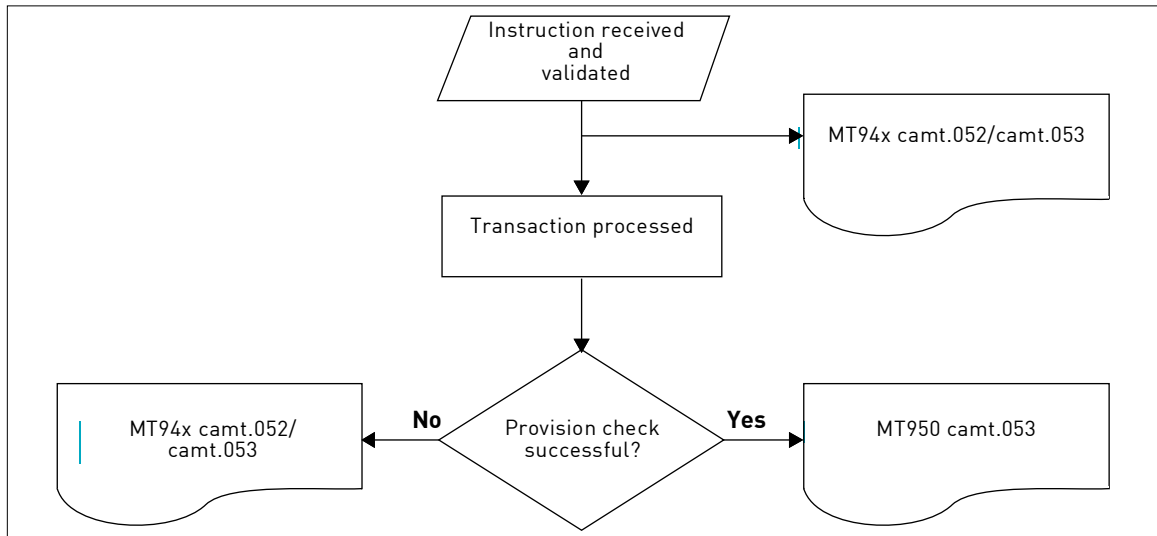 Instruction received
and
validated
MT94x camt.052/camt.053
Transaction processed
No
Yes
MT94x camt.052/
camt.053
Provision check
successful?
MT950 camt.053